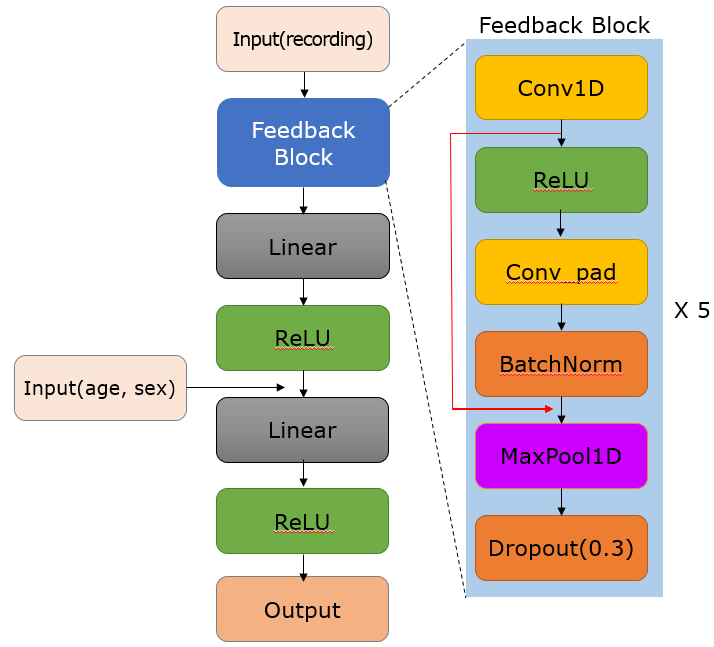 Input(recording)
Feedback
Block
Linear
ReLU
Input(age, sex)
Linear
ReLU
Output
Feedback Block
Conv1D
ReLU
Conv_pad
BatchNorm
MaxPool1D
Dropout(0.3)
X 5